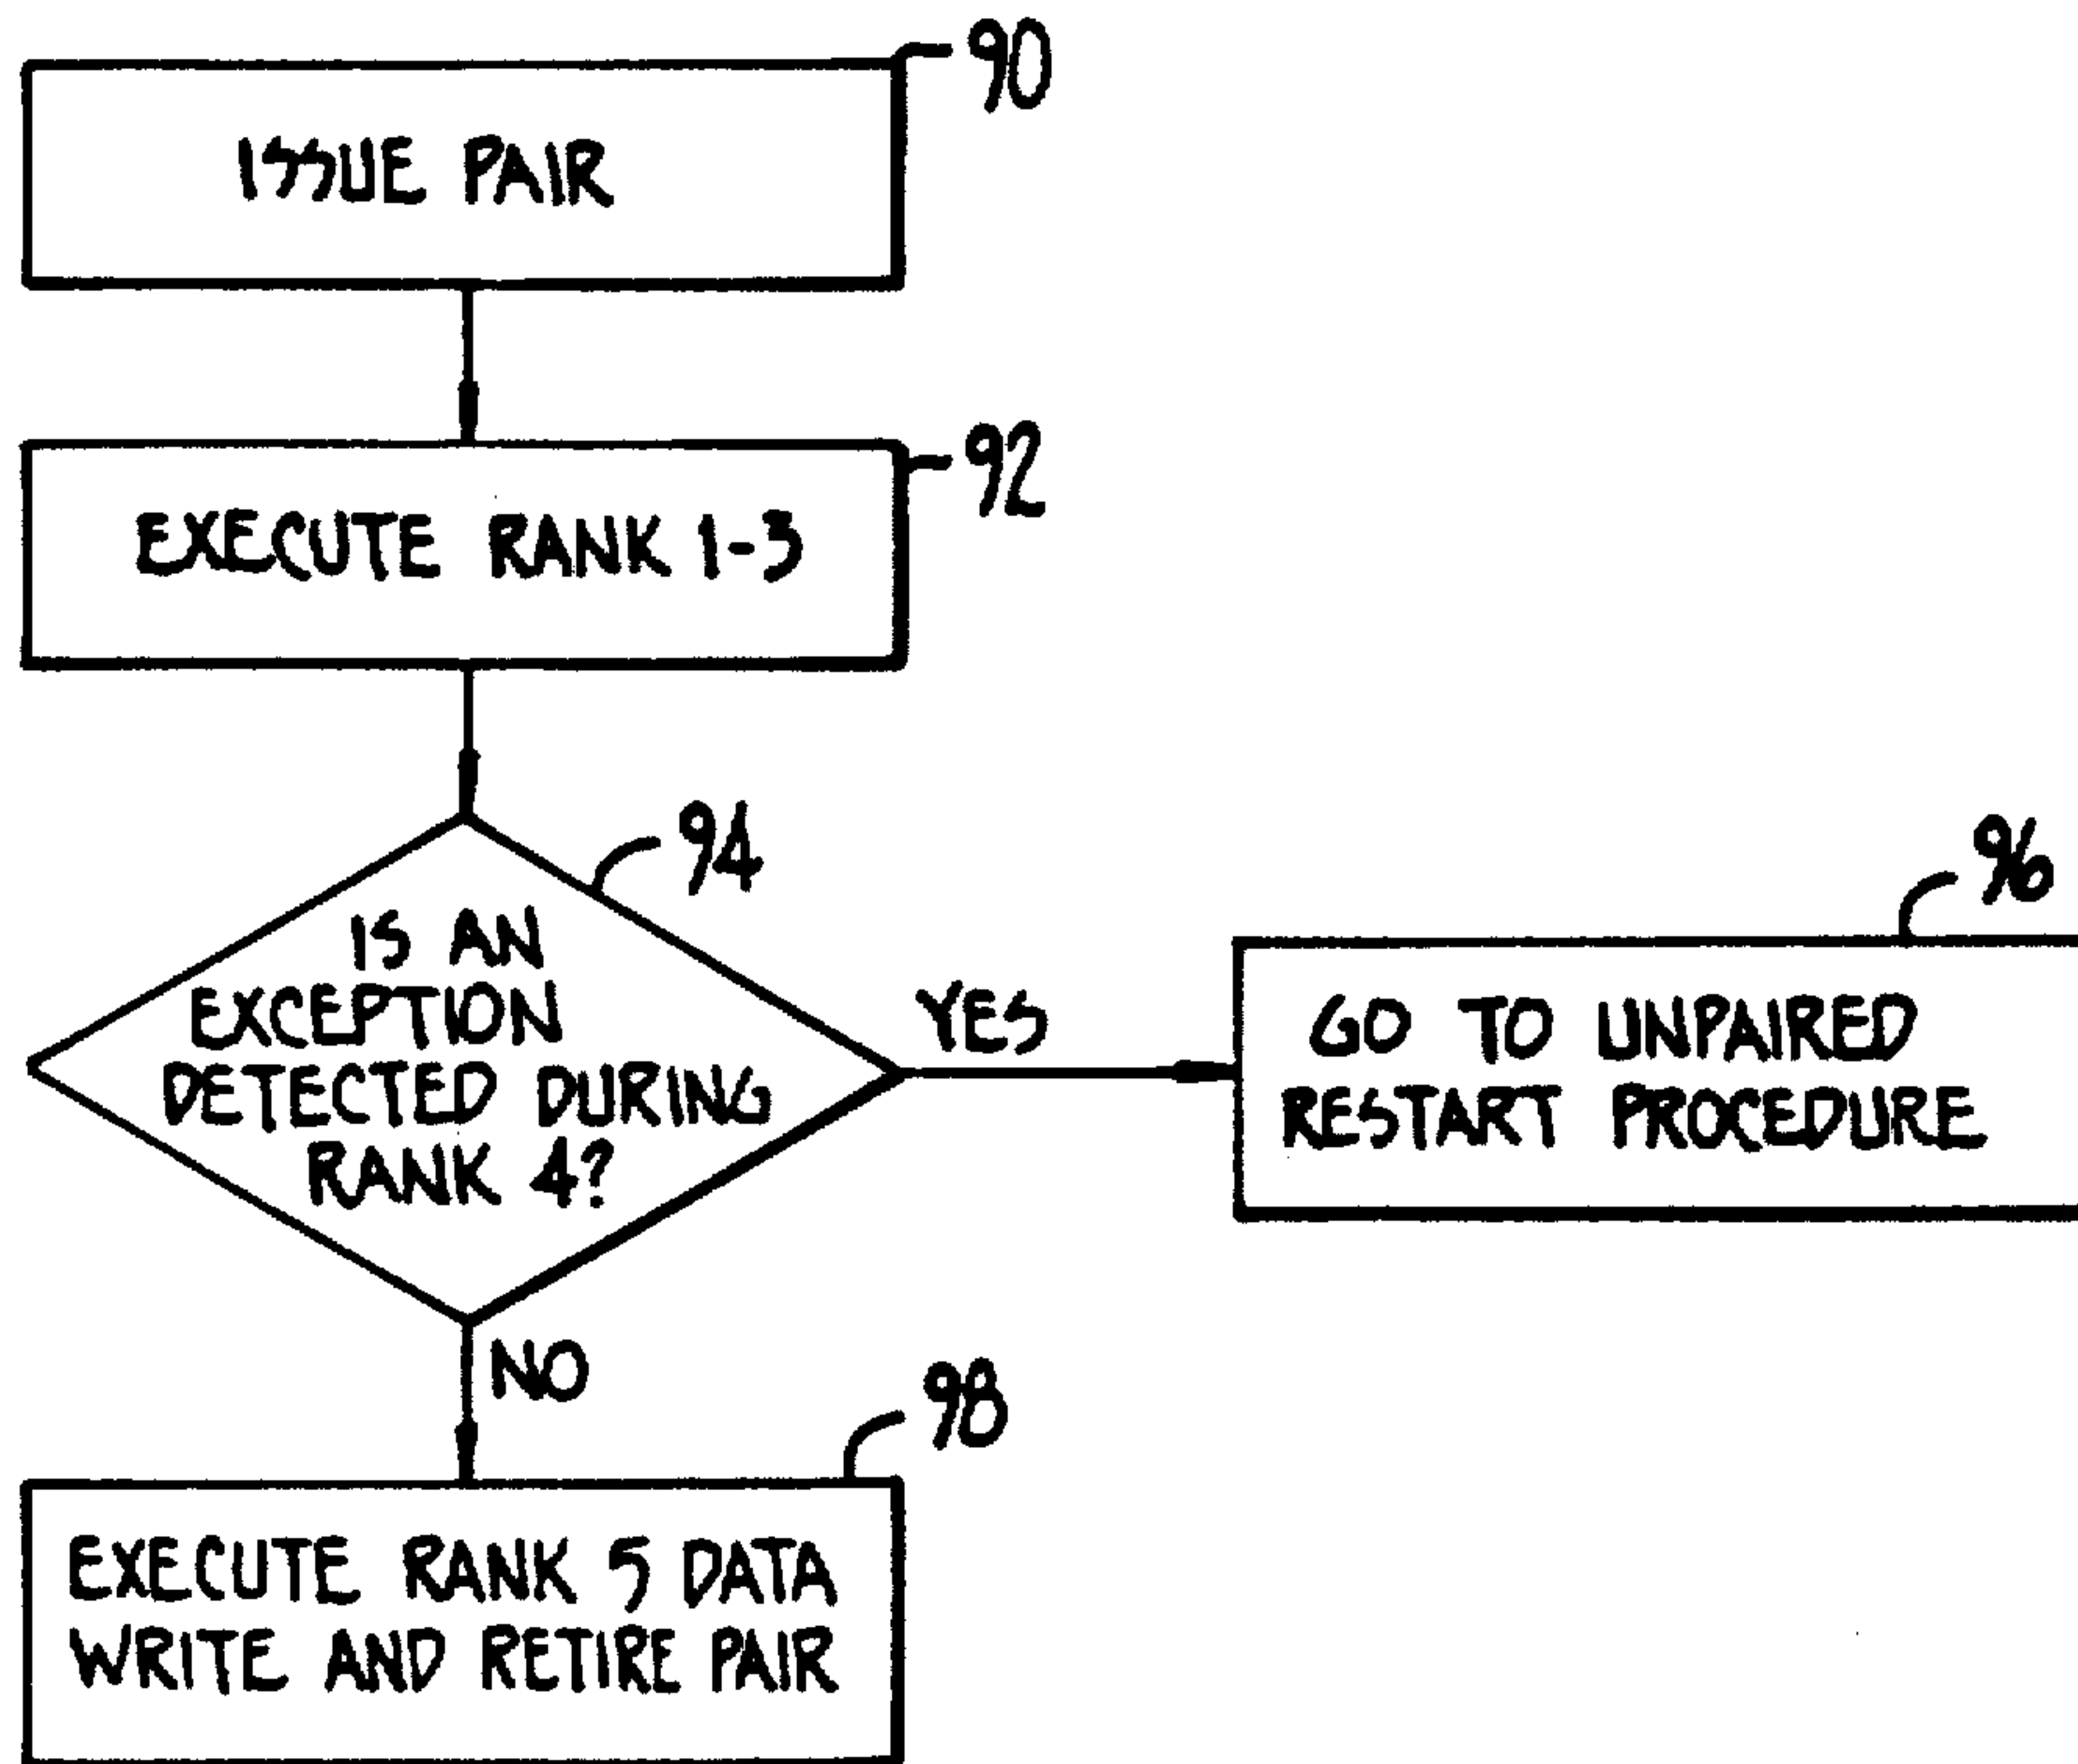 90
ISSUE PAIR
92
EXECUTE RANK 1-3
94
IS AN
EXCEPTION
DETECTED DURING
RANK 4?
YES
96
GO TO UNPAIRED
RESTART PROCEDURE
NO
98
EXECUTE RANK 5 DATA
WRITE AND RETIRE PAIR